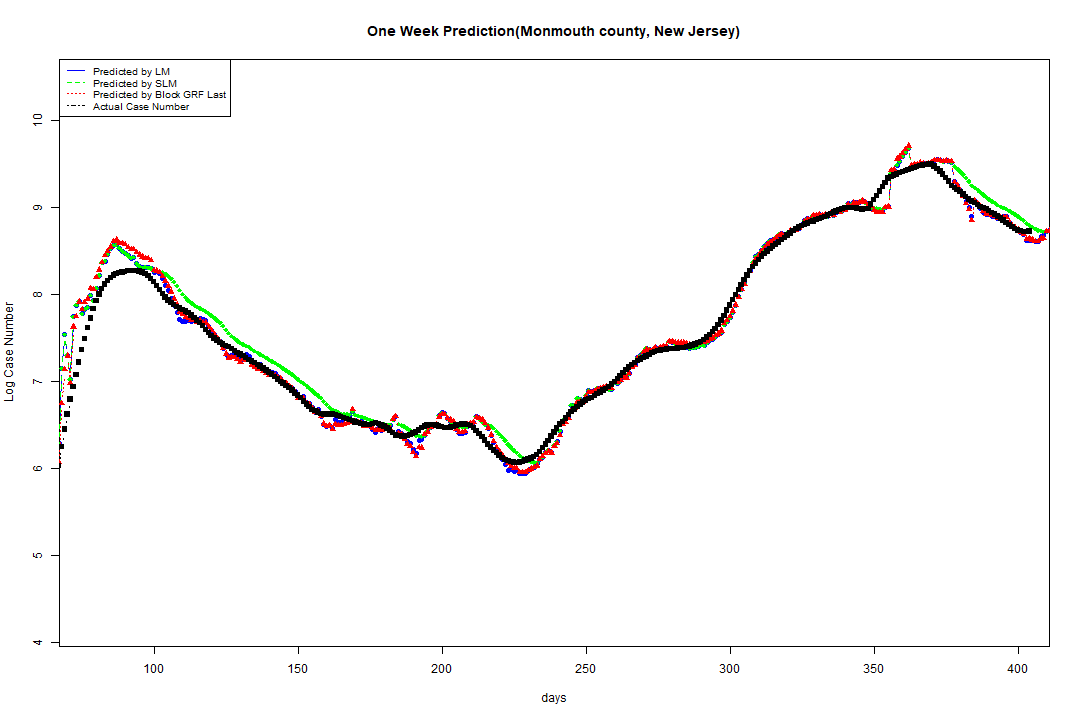 One Week Prediction(Monmouth county, New Jersey)
Predicted by LM
Predicted by SLM
Predicted by Block GRF Last
Actual Case Number
Log Case Number
10
9
8
7
6
5
4
100 150 200 250 300 350 400
days